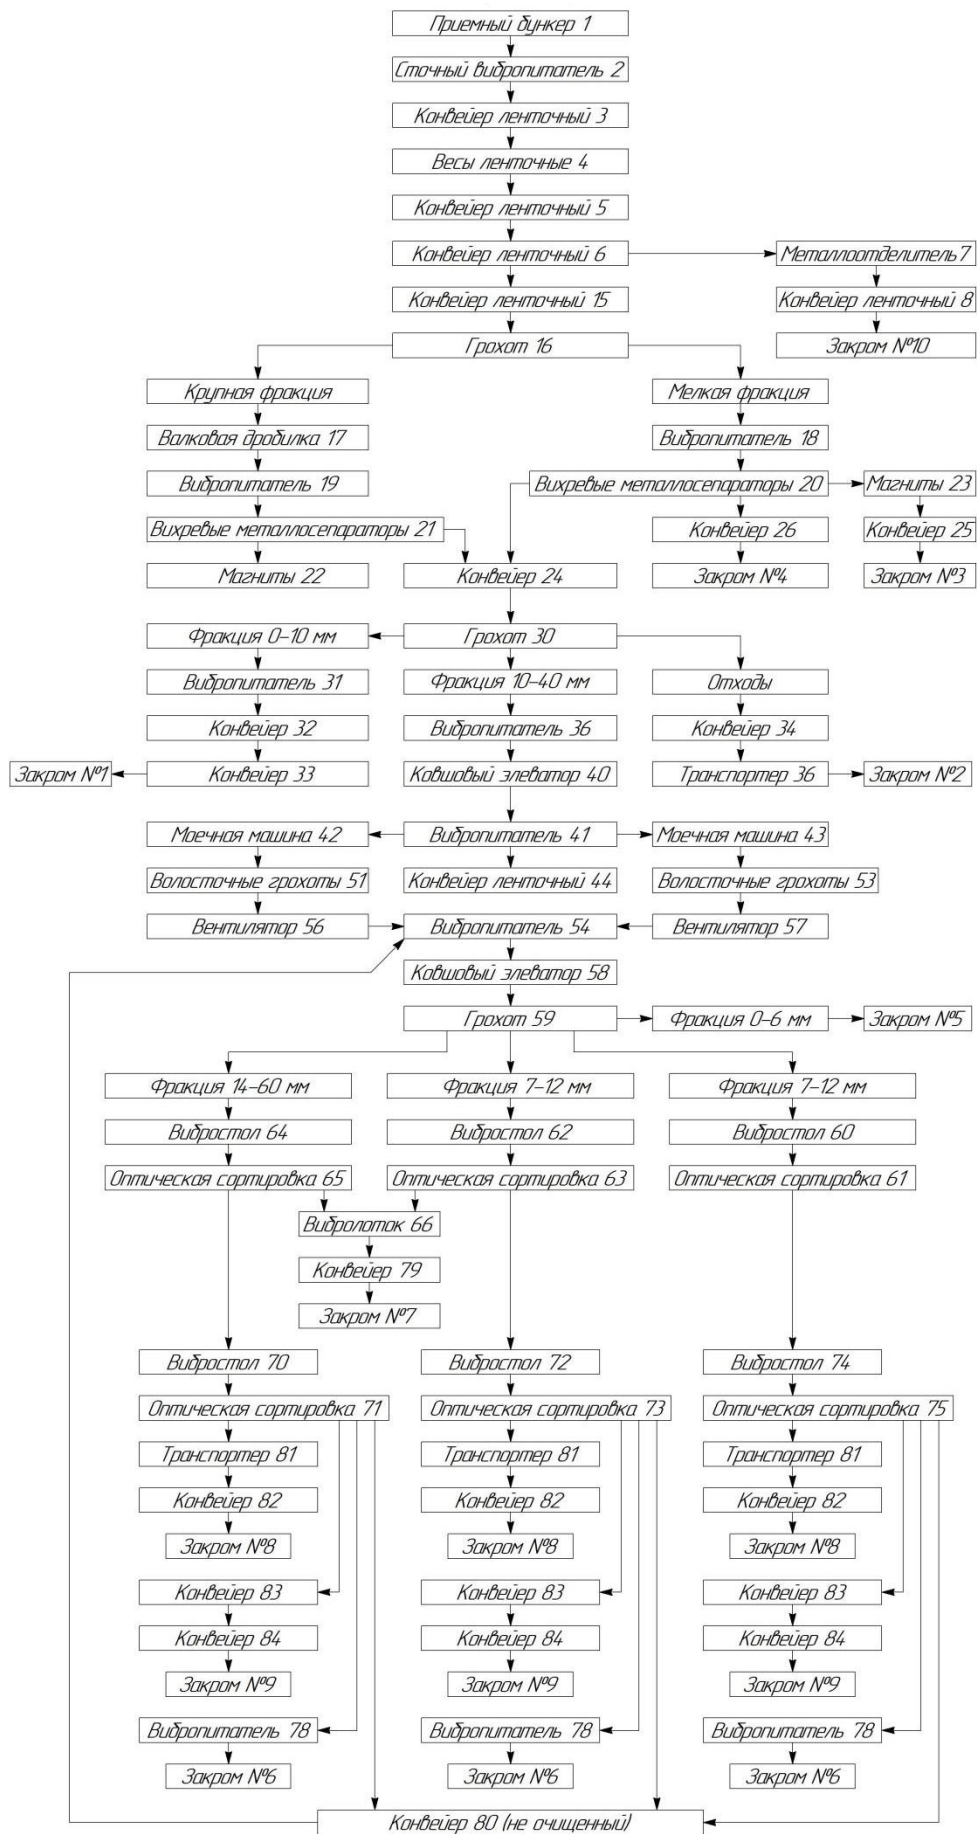 Приемный бункер 1
Сточный вибропитатель 2
Конвейер ленточный 3
Весы ленточные 4
Конвейер ленточный 5
Конвейер ленточный 6
Металлоотделитель 7
Конвейер ленточный 15
Конвейер ленточный 8
Грохот 16
Закром №10
Крупная фракция
Мелкая фракция
Валковая дробилка 17
Вибропитатель 18
Вибропитатель 19
Вихревые металлосепараторы 20
Магниты 23
Вихревые металлосепараторы 21
Конвейер 26
Конвейер 25
Магниты 22
Конвейер 24
Закром №4
Закром №3
Фракция 0-10 мм
Грохот 30
Вибропитатель 31
Фракция 10-40 мм
Отходы
Конвейер 32
Вибропитатель 36
Конвейер 34
Закром №1
Конвейер 33
Ковшовый элеватор 40
Транспортер 36
Закром №2
Моечная машина 42
Вибропитатель 41
Моечная машина 43
Волосточные грохоты 51
Конвейер ленточный 44
Волосточные грохоты 53
Вентилятор 56
Вибропитатель 54
Вентилятор 57
Ковшовый элеватор 58
Грохот 59
Фракция 0-6 мм
Закром №5
Фракция 14-60 мм
Фракция 7-12 мм
Фракция 7-12 мм
Вибростол 64
Вибростол 62
Вибростол 60
Оптическая сортировка 65
Оптическая сортировка 63
Оптическая сортировка 61
Вибролоток 66
Конвейер 79
Закром №7
Вибростол 70
Вибростол 72
Вибростол 74
Оптическая сортировка 71
Оптическая сортировка 73
Оптическая сортировка 75
Транспортер 81
Транспортер 81
Транспортер 81
Конвейер 82
Конвейер 82
Конвейер 82
Закром №8
Закром №8
Закром №8
Конвейер 83
Конвейер 83
Конвейер 83
Конвейер 84
Конвейер 84
Конвейер 84
Закром №9
Закром №9
Закром №9
Вибропитатель 78
Вибропитатель 78
Вибропитатель 78
Закром №6
Закром №6
Закром №6
Конвейер 80 (не очищенный)